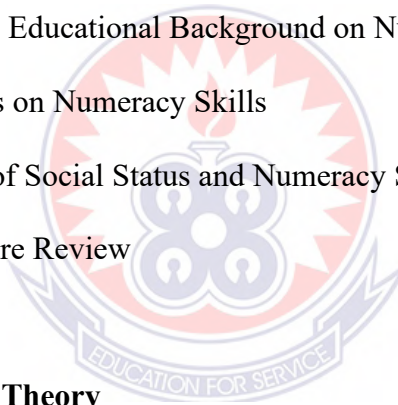 Educational Background on N
s on Numeracy Skills
of Social Status and Numeracy S
re Review
EDUCATION FOR SERVICE
Theory